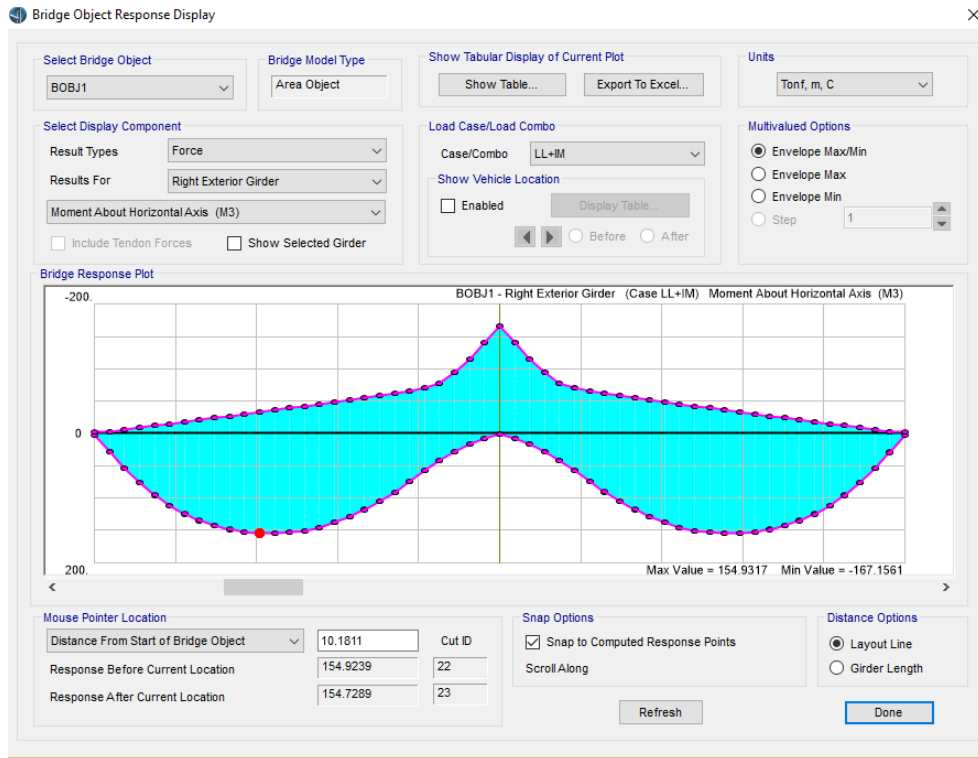 Bridge Object Response Display
Select Bridge Object
BOBJ1
Bridge Model Type
Area Object
Show Tabular Display of Current Plot
Show Table...
Export To Excel...
Units
Tonf, m, C
Select Display Component
Result Types
Force
Results For
Right Exterior Girder
Moment About Horizontal Axis (M3)
Include Tendon Forces
Show Selected Girder
Load Case/Load Combo
Case/Combo
LL+IM
Show Vehicle Location
Enabled
Display Table...
Before
After
Multivalued Options
Envelope Max/Min
Envelope Max
Envelope Min
Step
1
Bridge Response Plot
-200.
BOBJ1 - Right Exterior Girder (Case LL+IM) Moment About Horizontal Axis (M3)
0
200.
Max Value = 154.9317 Min Value = -167.1561
Mouse Pointer Location
Distance From Start of Bridge Object
10.1811
Cut ID
Response Before Current Location
154.9239
22
Response After Current Location
154.7289
23
Snap Options
Snap to Computed Response Points
Scroll Along
Refresh
Distance Options
Layout Line
Girder Length
Done